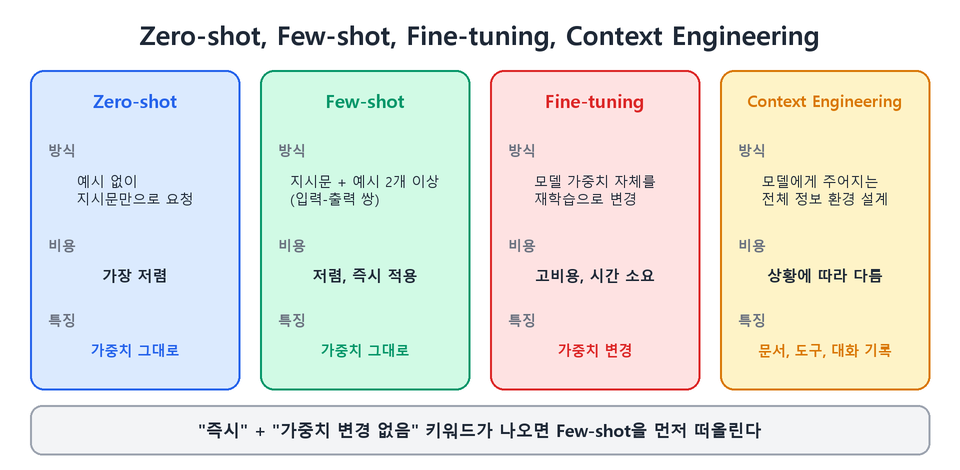 Zero-shot, Few-shot, Fine-tuning, Context Engineering
Zero-shot
방식
예시 없이
지시문만으로 요청
비용
가장 저렴
특징
가중치 그대로
Few-shot
방식
지시문 + 예시 2개 이상
(입력-출력 쌍)
비용
저렴, 즉시 적용
특징
가중치 그대로
Fine-tuning
방식
모델 가중치 자체를
재학습으로 변경
비용
고비용, 시간 소요
특징
가중치 변경
Context Engineering
방식
모델에게 주어지는
전체 정보 환경 설계
비용
상황에 따라 다름
특징
문서, 도구, 대화 기록
"즉시" + "가중치 변경 없음" 키워드가 나오면 Few-shot을 먼저 떠올린다